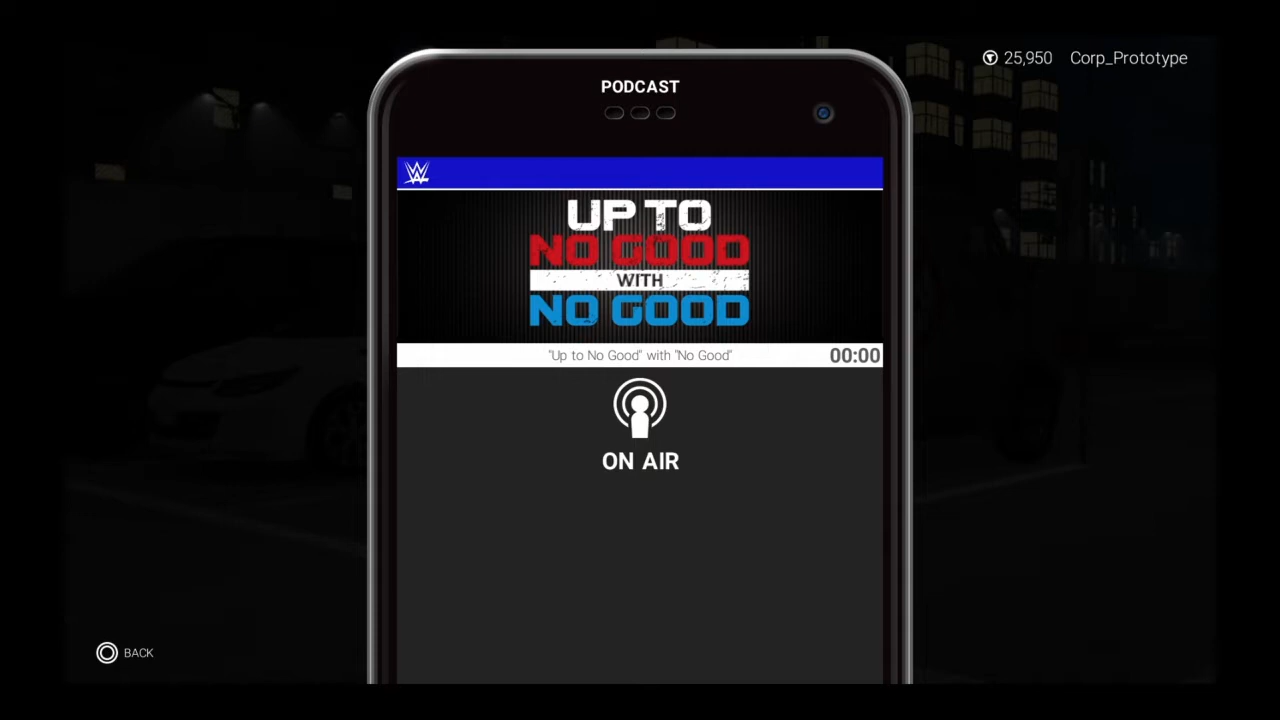 25,950 Corp_Prototype
PODCAST
W
UP TO
NO GOOD
WITH
NO GOOD
"Up to No Good" with "No Good" 00:00
ON AIR
BACK